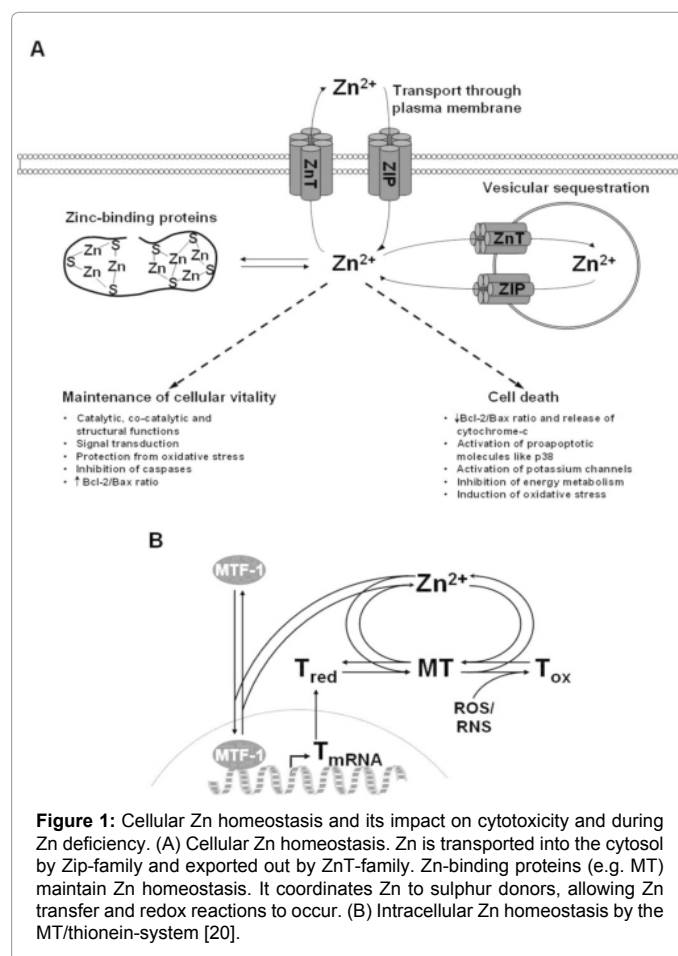 A
Zn2+
Transport through
plasma membrane
ZnT
ZIP
Vesicular sequestration
Zinc-binding proteins
S
S
Zn
Zn
Zn
Zn
Zn
Zn
Zn
S
S
S
Zn2+
ZnT
Zn2+
ZIP
Maintenance of cellular vitality
• Catalytic, co-catalytic and
structural functions
• Signal transduction
• Protection from oxidative stress
• Inhibition of caspases
• ↑ Bcl-2/Bax ratio
Cell death
• ↓Bcl-2/Bax ratio and release of
cytochrome-c
• Activation of proapoptotic
molecules like p38
• Activation of potassium channels
• Inhibition of energy metabolism
• Induction of oxidative stress
B
MTF-1
Zn2+
Tred
MT
Tox
ROS/
RNS
MTF-1
TmRNA
Figure 1: Cellular Zn homeostasis and its impact on cytotoxicity and during
Zn deficiency. (A) Cellular Zn homeostasis. Zn is transported into the cytosol
by Zip-family and exported out by ZnT-family. Zn-binding proteins (e.g. MT)
maintain Zn homeostasis. It coordinates Zn to sulphur donors, allowing Zn
transfer and redox reactions to occur. (B) Intracellular Zn homeostasis by the
MT/thionein-system [20].